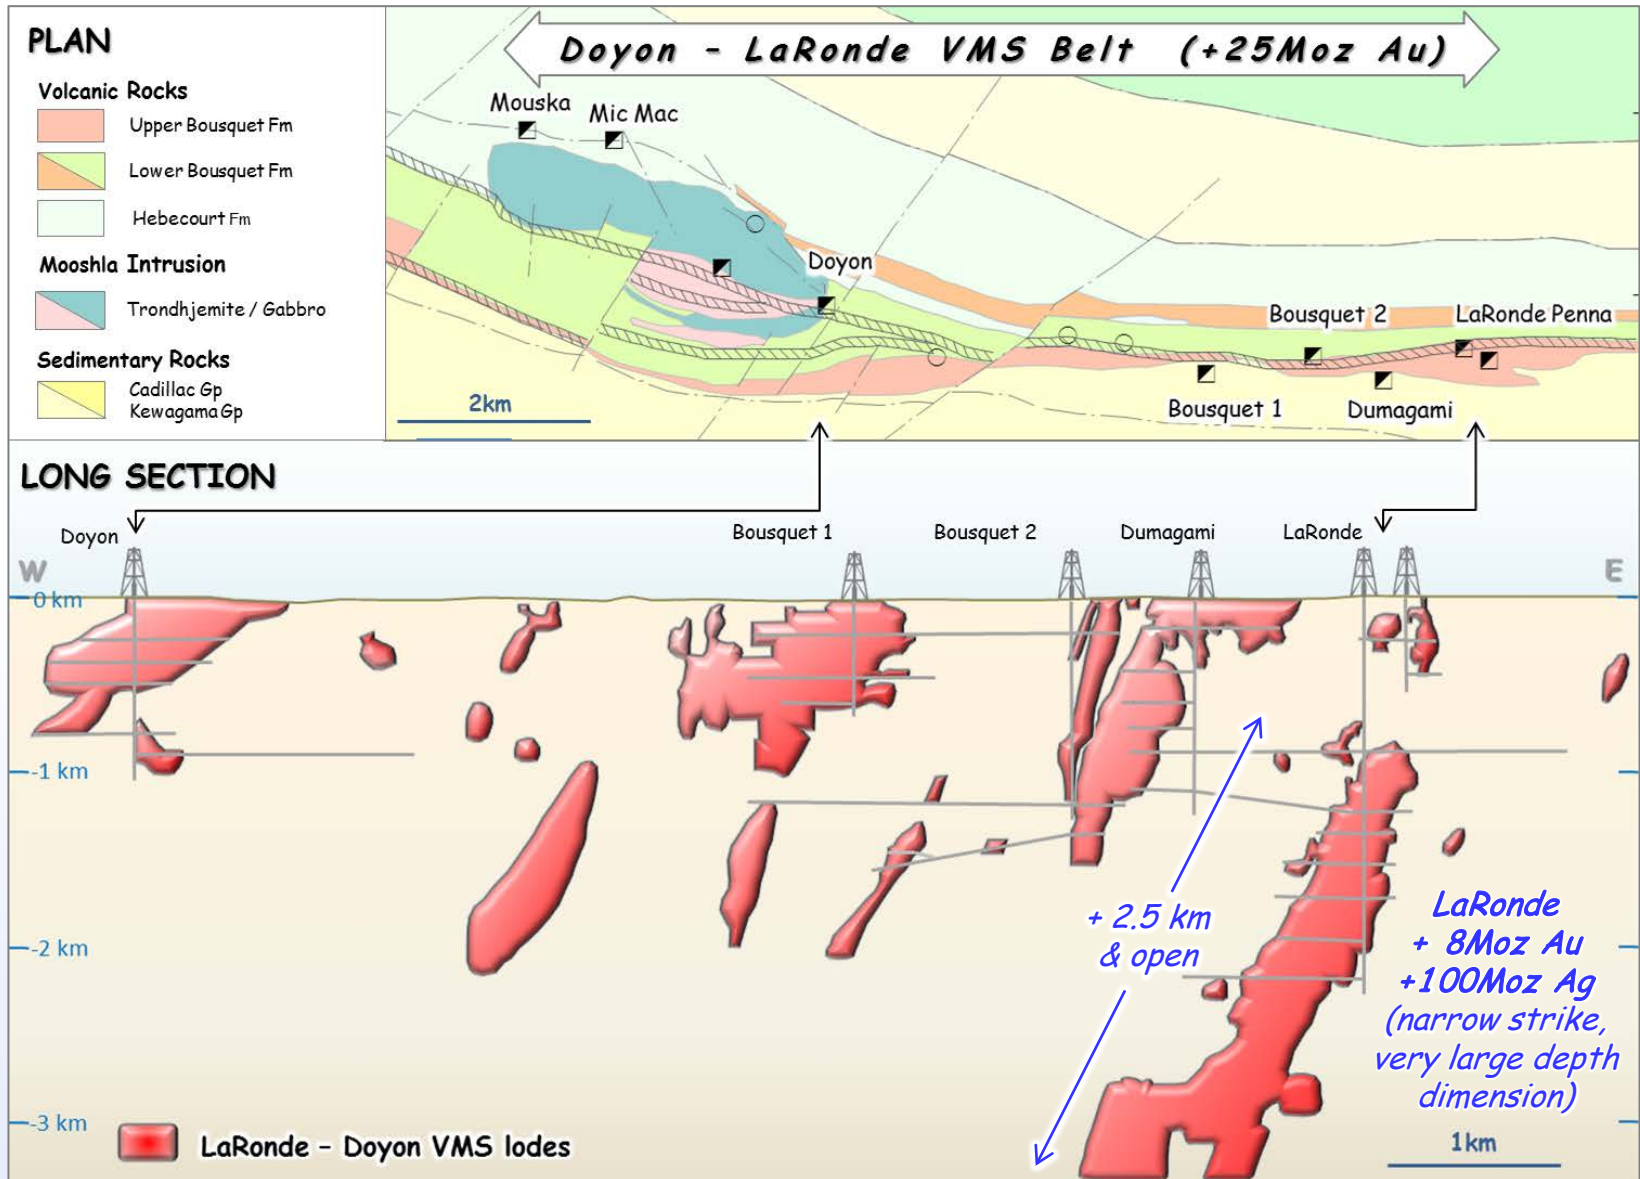 PLAN
Volcanic Rocks
Upper Bousquet Fm
Lower Bousquet Fm
Hebecourt Fm
Mooshla Intrusion
Trondhjemite / Gabbro
Sedimentary Rocks
Cadillac Gp
Kewagama Gp
Doyon - LaRonde VMS Belt (+25Moz Au)
Mouska
Mic Mac
Doyon
Bousquet 2
LaRonde Penna
Bousquet 1
Dumagami
2km
LONG SECTION
Doyon
Bousquet 1
Bousquet 2
Dumagami
LaRonde
W
E
0 km
-1 km
-2 km
-3 km
+ 2.5 km
& open
LaRonde
+ 8Moz Au
+100Moz Ag
(narrow strike,
very large depth
dimension)
LaRonde - Doyon VMS lodes
1km